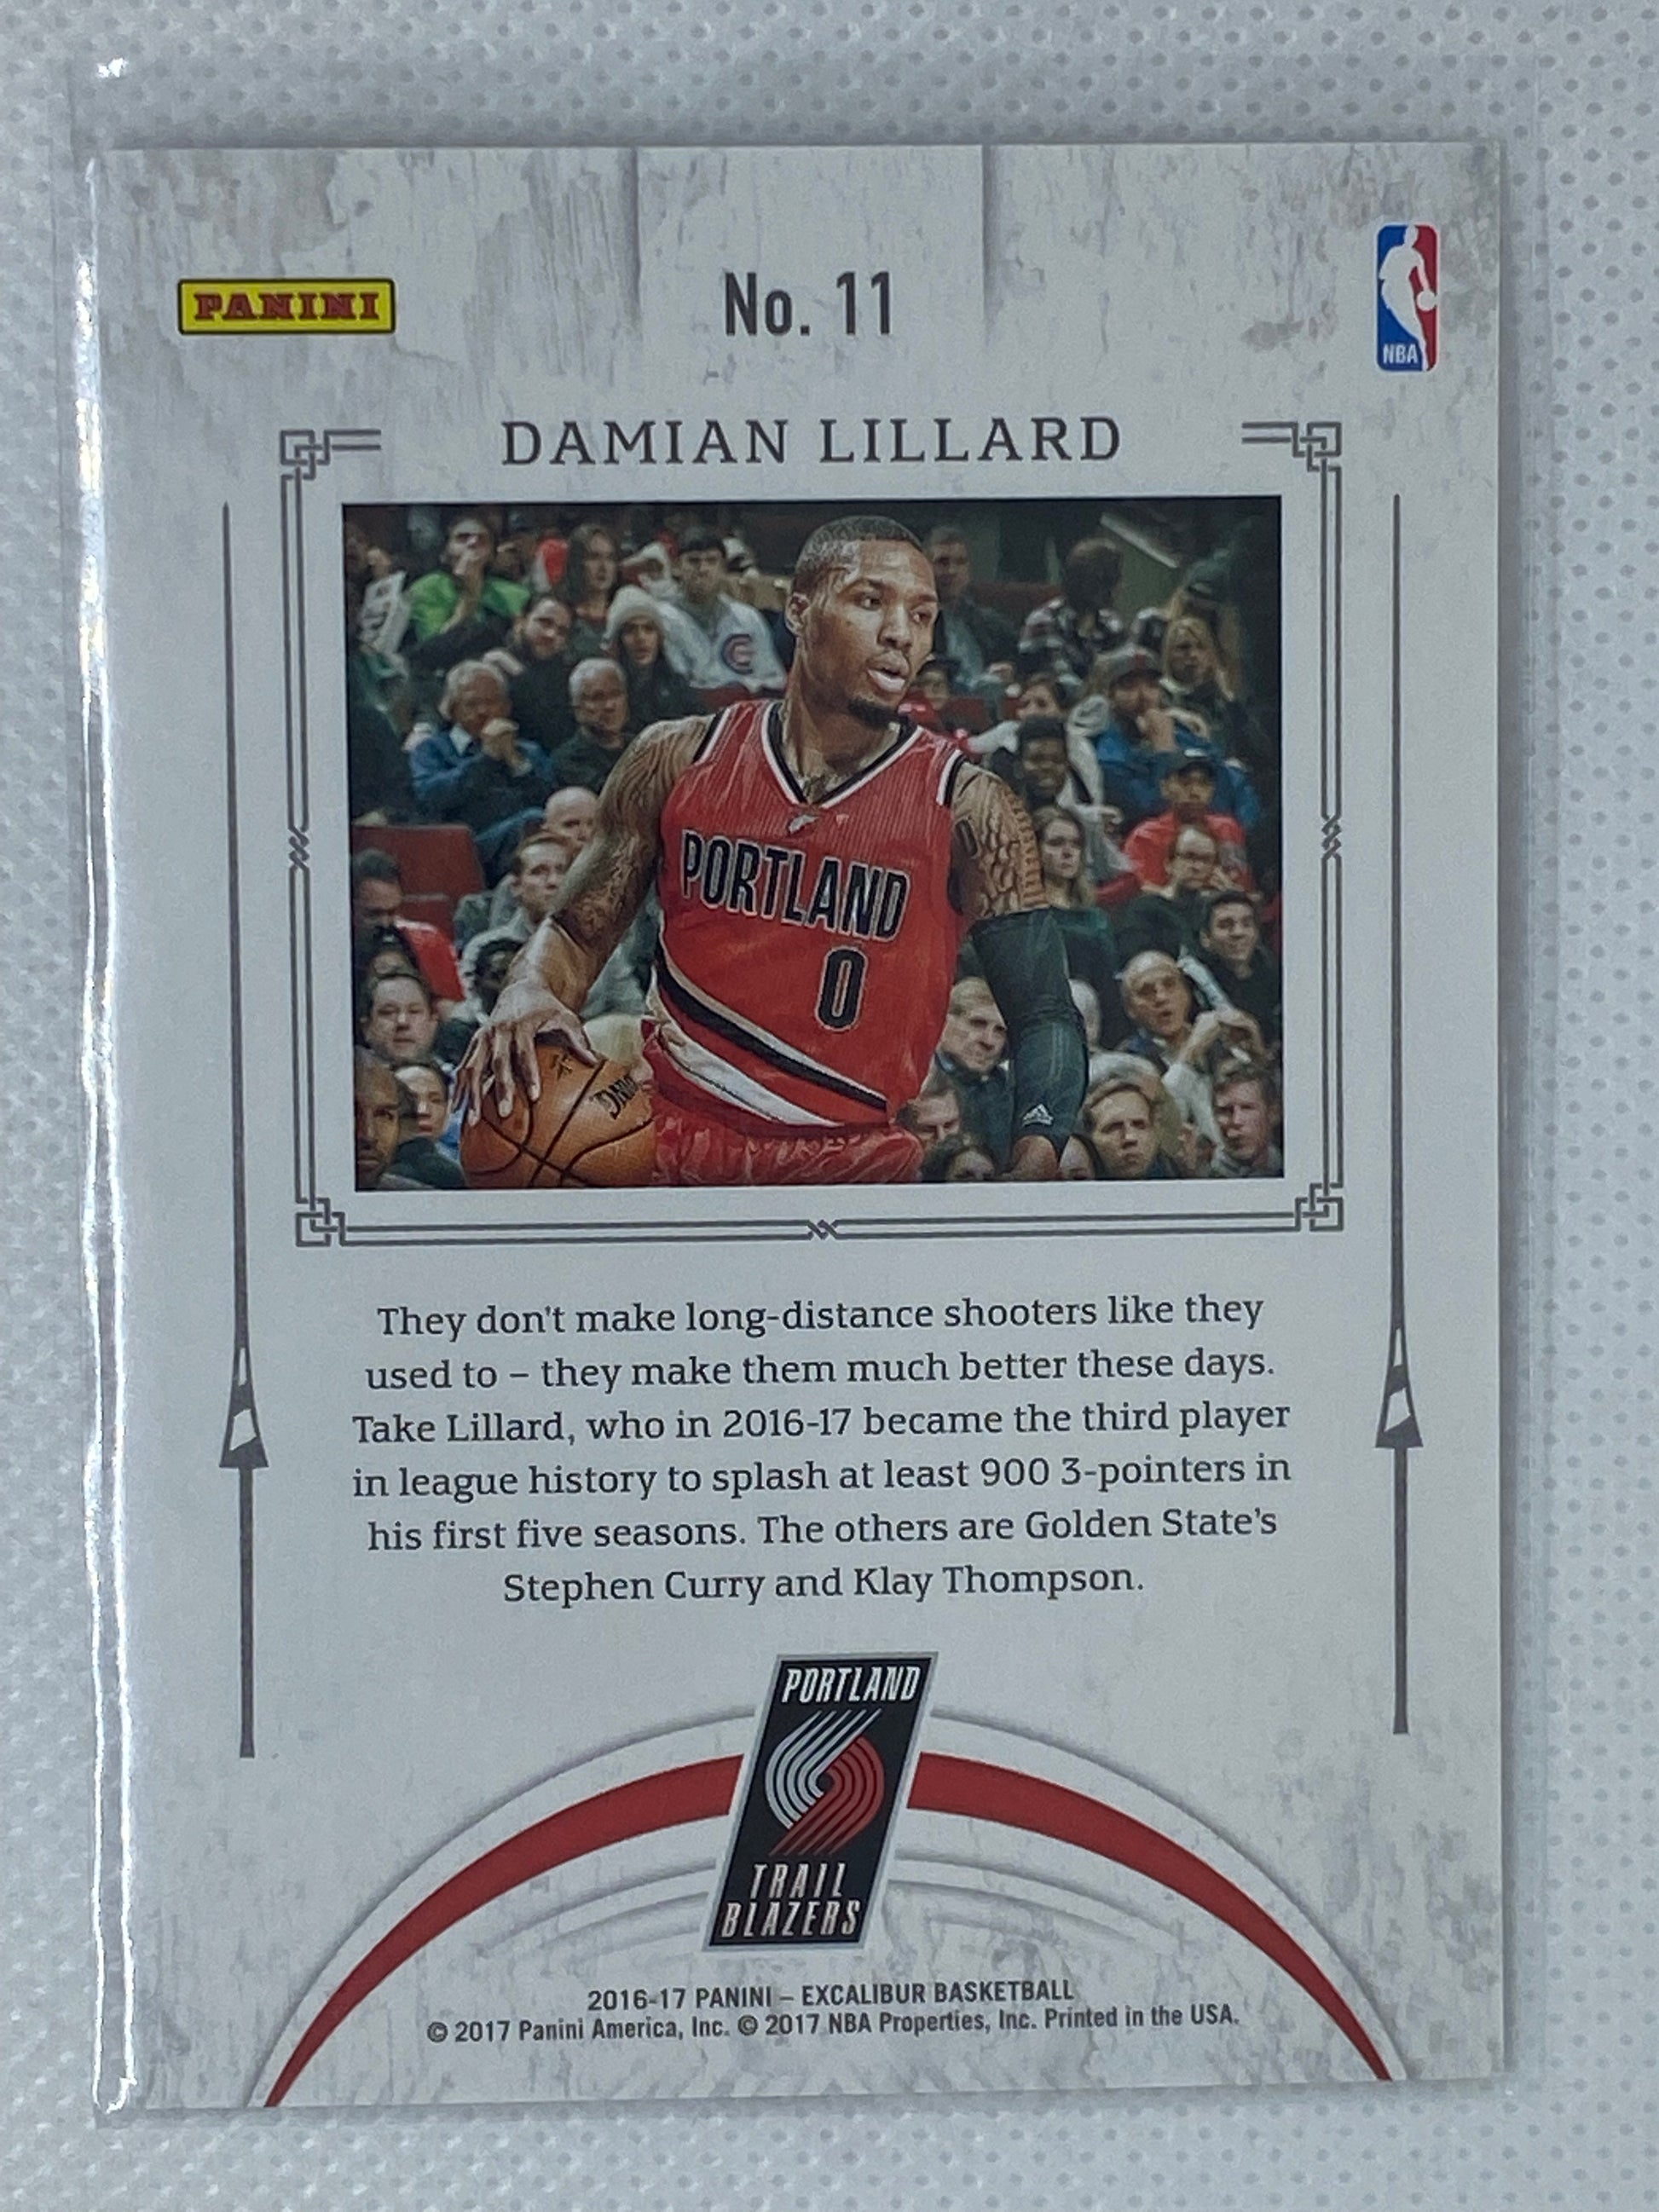 PANINI
No. 11
NBA
DAMIAN LILLARD
PORTLAND
0
They don't make long-distance shooters like they
used to – they make them much better these days.
Take Lillard, who in 2016-17 became the third player
in league history to splash at least 900 3-pointers in
his first five seasons. The others are Golden State's
Stephen Curry and Klay Thompson.
PORTLAND
TRAIL
BLAZERS
2016-17 PANINI – EXCALIBUR BASKETBALL
© 2017 Panini America, Inc. © 2017 NBA Properties, Inc. Printed in the USA.